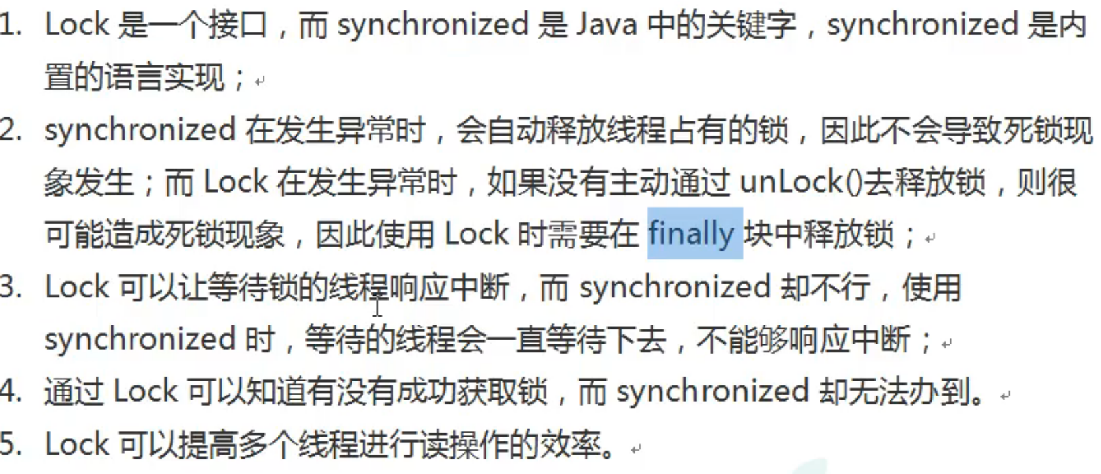 1. Lock 是一个接口，而 synchronized 是 Java 中的关键字，synchronized 是内
置的语言实现；
2. synchronized 在发生异常时，会自动释放线程占有的锁，因此不会导致死锁现
象发生；而 Lock 在发生异常时，如果没有主动通过 unLock()去释放锁，则很
可能造成死锁现象，因此使用 Lock 时需要在 finally 块中释放锁；
3. Lock 可以让等待锁的线程响应中断，而 synchronized 却不行，使用
synchronized 时，等待的线程会一直等待下去，不能够响应中断；
4. 通过 Lock 可以知道有没有成功获取锁，而 synchronized 却无法办到。
5. Lock 可以提高多个线程进行读操作的效率。